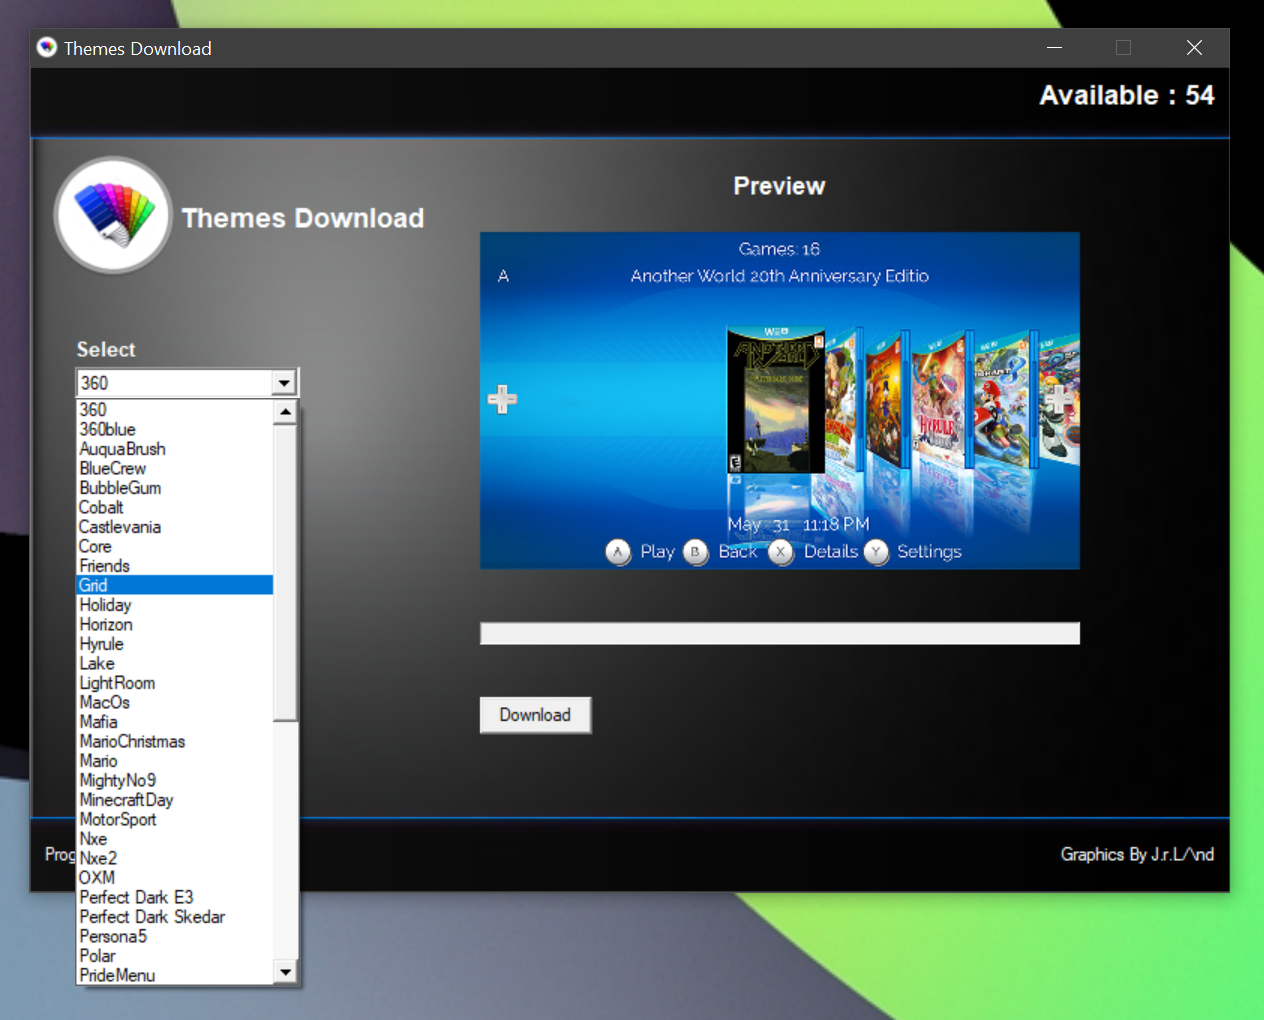 Themes Download
Available : 54
Themes Download
Preview
Games: 16
A
Another World 20th Anniversary Editio
Wii U
HYRULE
May 31 11:18 PM
A Play B Back X Details Y Settings
Select
360
360
360blue
AuquaBrush
BlueCrew
BubbleGum
Cobalt
Castlevania
Core
Friends
Grid
Holiday
Horizon
Hyrule
Lake
LightRoom
MacOs
Mafia
MarioChristmas
Mario
MightyNo9
MinecraftDay
MotorSport
Nxe
Nxe2
OXM
Perfect Dark E3
Perfect Dark Skedar
Persona5
Polar
PrideMenu
Download
Prog
Graphics By J.r.L/\nd